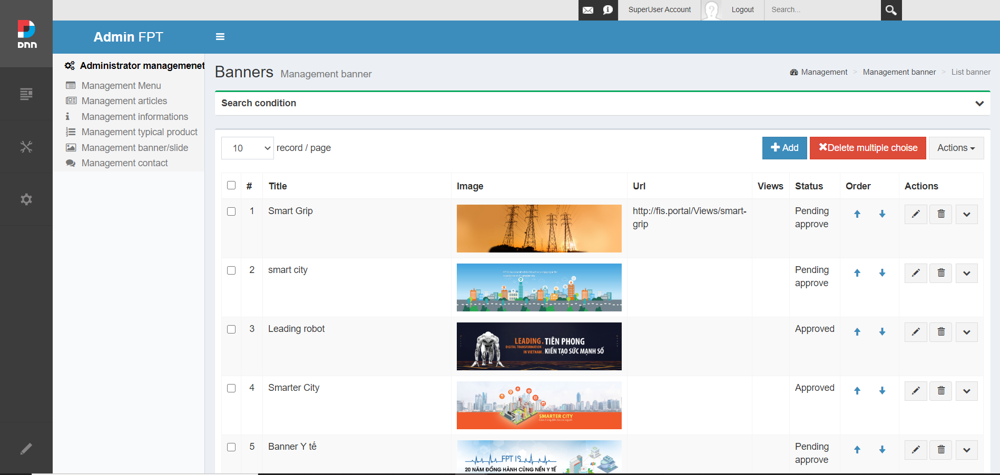 SuperUser Account
Logout
Search...
Dnn
Admin FPT
Administrator managemenet
Management Menu
Management articles
Management informations
Management typical product
Management banner/slide
Management contact
Banners Management banner
Management > Management banner > List banner
Search condition
10 record / page
Add
Delete multiple choise
Actions
# Title Image Url Views Status Order Actions
1 Smart Grip http://fis.portal/Views/smart-
grip
Pending
approve
2 smart city
Pending
approve
3 Leading robot
LEADING. TIÊN PHONG
DIGITAL TRANSFORMATION
IN VIETNAM. KIẾN TẠO SỨC MẠNH SỐ
Approved
4 Smarter City
SMARTER CITY
Approved
5 Banner Y tế
FPT IS
20 NĂM ĐỒNG HÀNH CÙNG NỀN Y TẾ
Pending
approve